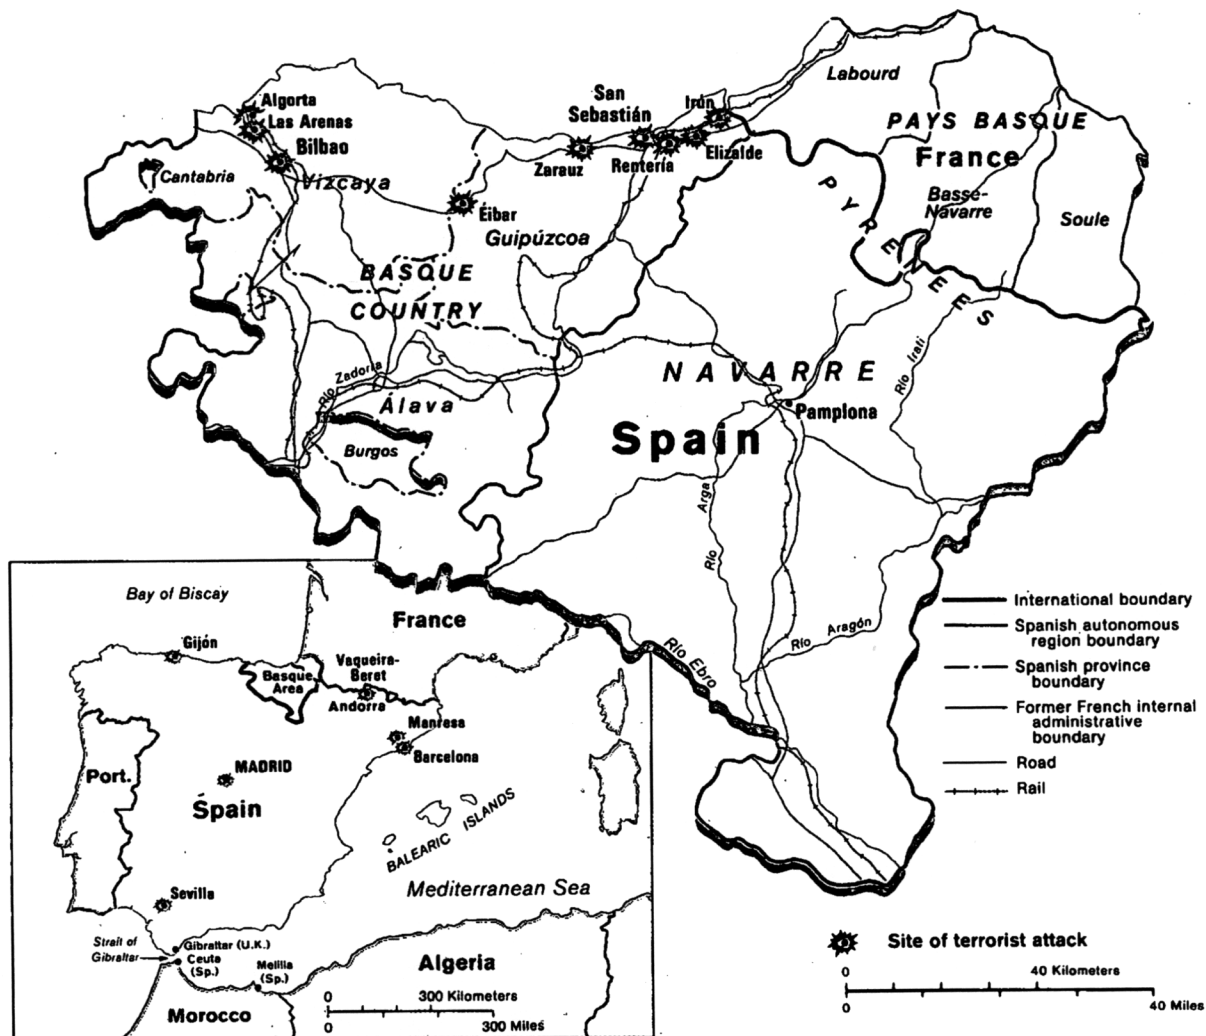 Labourd
Algorta
Las Arenas
Bilbao
San
Sebastián
Irún
PAYS BASQUE
France
Cantabria
Vizcaya
Zarauz
Rentería
Elizalde
Basse-
Navarre
Soule
Éibar
Guipúzcoa
PYRENEES
BASQUE
COUNTRY
Río Zadorra
Álava
Burgos
NAVARRE
Pamplona
Spain
Río Irati
Río Arga
Río Aragón
Río Ebro
International boundary
Spanish autonomous
region boundary
Spanish province
boundary
Former French internal
administrative
boundary
Road
Rail
Site of terrorist attack
0 40 Kilometers
0 40 Miles
Bay of Biscay
France
Gijón
Basque
Area
Vaqueira-
Beret
Andorra
Manresa
Barcelona
MADRID
Port.
Spain
BALEARIC ISLANDS
Mediterranean Sea
Sevilla
Strait of
Gibraltar
Gibraltar (U.K.)
Ceuta
(Sp.)
Melilla
(Sp.)
Algeria
Morocco
0 300 Kilometers
0 300 Miles